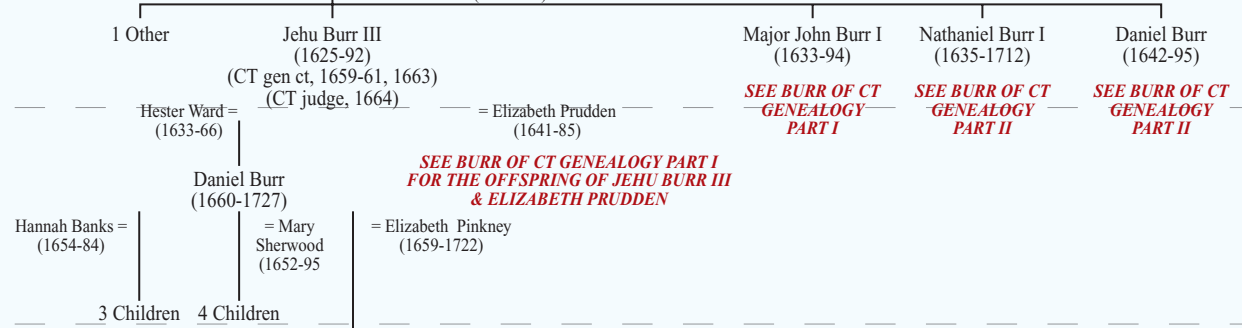 1 Other
Jehu Burr III
(1625-92)
(CT gen ct, 1659-61, 1663)
(CT judge, 1664)
Major John Burr I
(1633-94)
SEE BURR OF CT
GENEALOGY
PART I
Nathaniel Burr I
(1635-1712)
SEE BURR OF CT
GENEALOGY
PART II
Daniel Burr
(1642-95)
SEE BURR OF CT
GENEALOGY
PART II
Hester Ward =
(1633-66)
= Elizabeth Prudden
(1641-85)
SEE BURR OF CT GENEALOGY PART I
FOR THE OFFSPRING OF JEHU BURR III
& ELIZABETH PRUDDEN
Daniel Burr
(1660-1727)
Hannah Banks =
(1654-84)
= Mary
Sherwood
(1652-95
= Elizabeth Pinkney
(1659-1722)
3 Children
4 Children